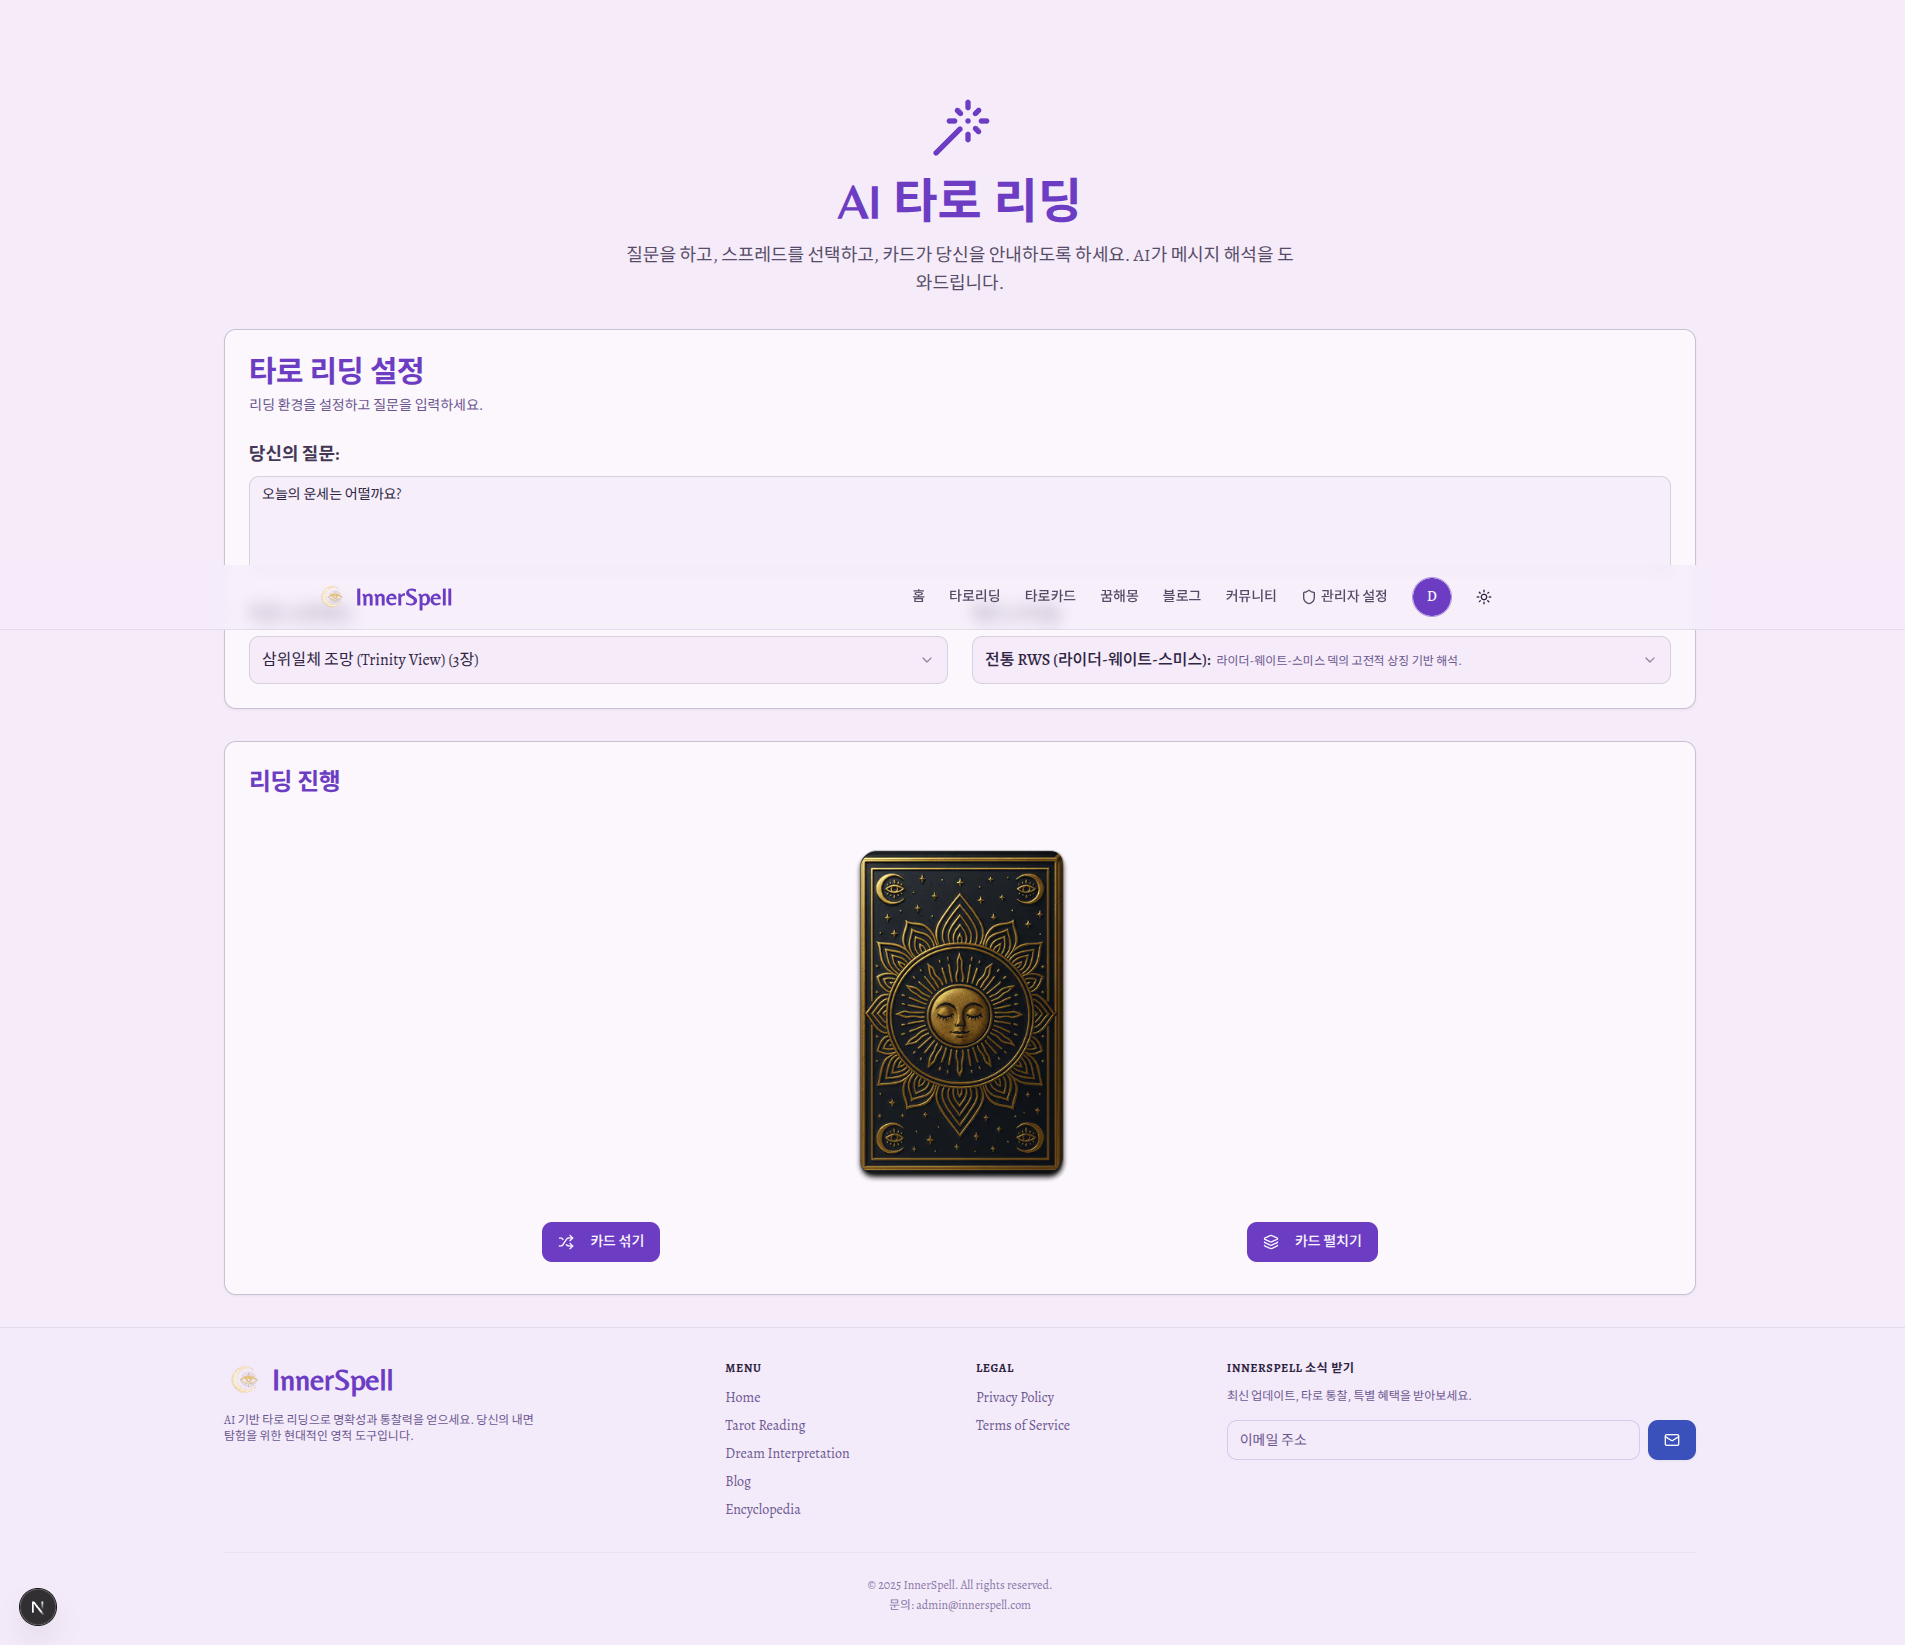 AI 타로 리딩
질문을 하고, 스프레드를 선택하고, 카드가 당신을 안내하도록 하세요. AI가 메시지 해석을 도
와드립니다.
타로 리딩 설정
리딩 환경을 설정하고 질문을 입력하세요.
당신의 질문:
오늘의 운세는 어떨까요?
InnerSpell
홈 타로리딩 타로카드 꿈해몽 블로그 커뮤니티 관리자 설정 D
삼위일체 조망 (Trinity View) (3장)
전통 RWS (라이더-웨이트-스미스): 라이더-웨이트-스미스 덱의 고전적 상징 기반 해석.
리딩 진행
카드 섞기
카드 펼치기
InnerSpell
AI 기반 타로 리딩으로 명확성과 통찰력을 얻으세요. 당신의 내면
탐험을 위한 현대적인 영적 도구입니다.
MENU
Home
Tarot Reading
Dream Interpretation
Blog
Encyclopedia
LEGAL
Privacy Policy
Terms of Service
INNERSPELL 소식 받기
최신 업데이트, 타로 통찰, 특별 혜택을 받아보세요.
이메일 주소
© 2025 InnerSpell. All rights reserved.
문의: admin@innerspell.com
N